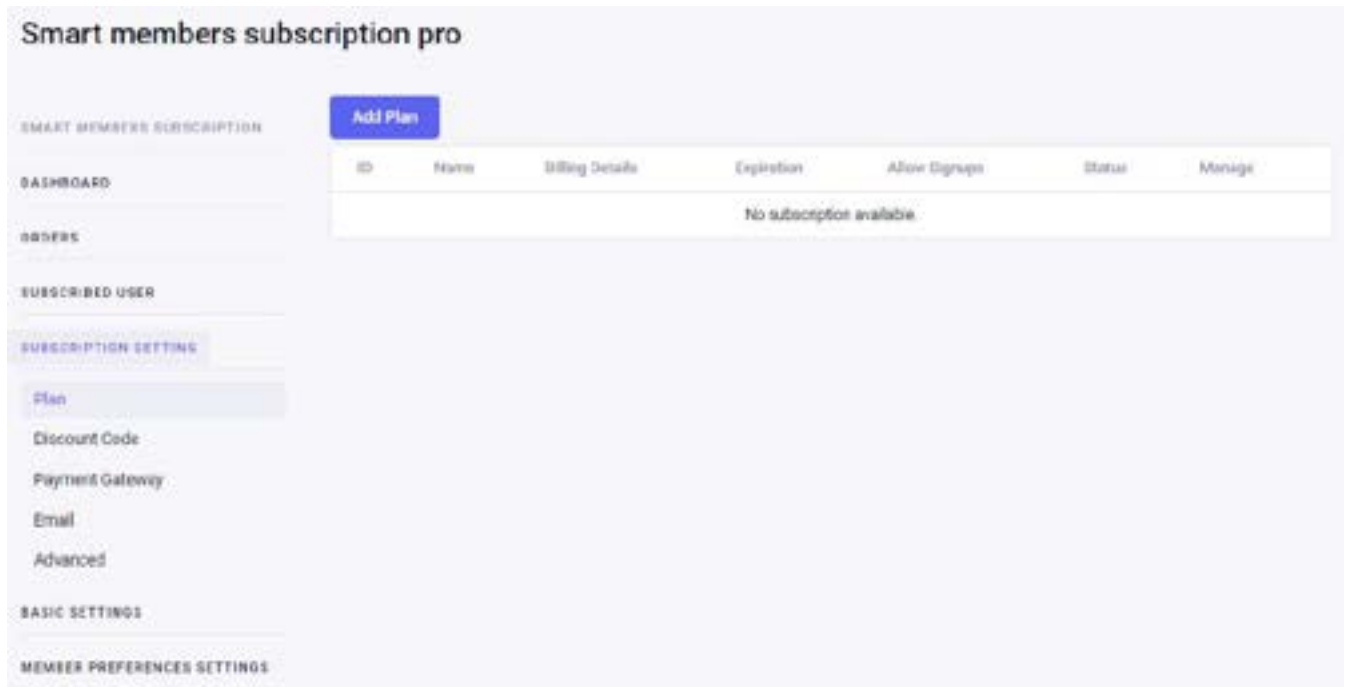 Smart members subscription pro
SMART MEMBERS SUBSCRIPTION
DASHBOARD
ORDERS
SUBSCRIBED USER
SUBSCRIPTION SETTING
Plan
Discount Code
Payment Gateway
Email
Advanced
BASIC SETTINGS
MEMBER PREFERENCES SETTINGS
Add Plan
ID Name Billing Details Expiration Allow Signups Status Manage
No subscription available.